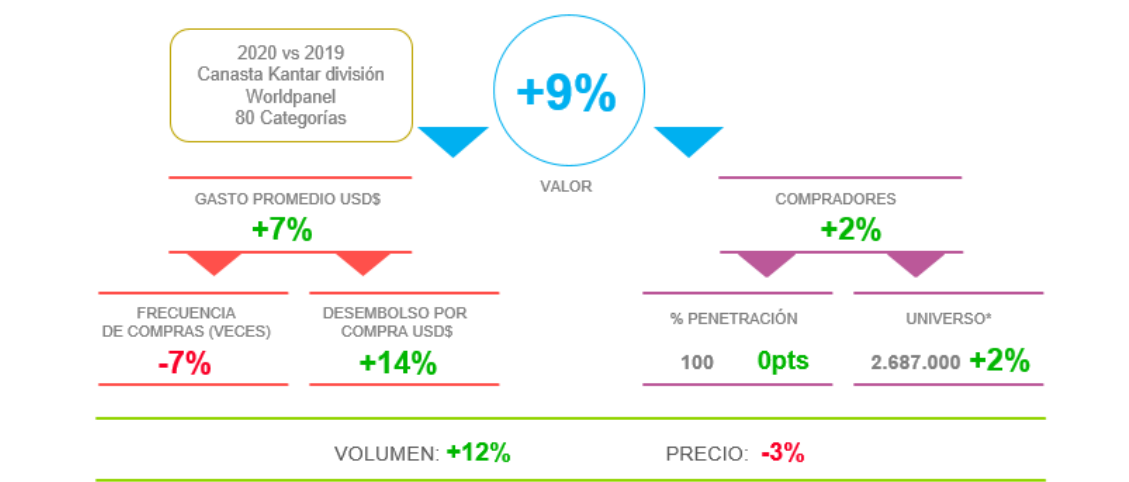 2020 vs 2019
Canasta Kantar división
Worldpanel
80 Categorías
+9%
VALOR
GASTO PROMEDIO USD$
+7%
COMPRADORES
+2%
FRECUENCIA
DE COMPRAS (VECES)
-7%
DESEMBOLSO POR
COMPRA USD$
+14%
% PENETRACIÓN
100 0pts
UNIVERSO*
2.687.000 +2%
VOLUMEN: +12%
PRECIO: -3%